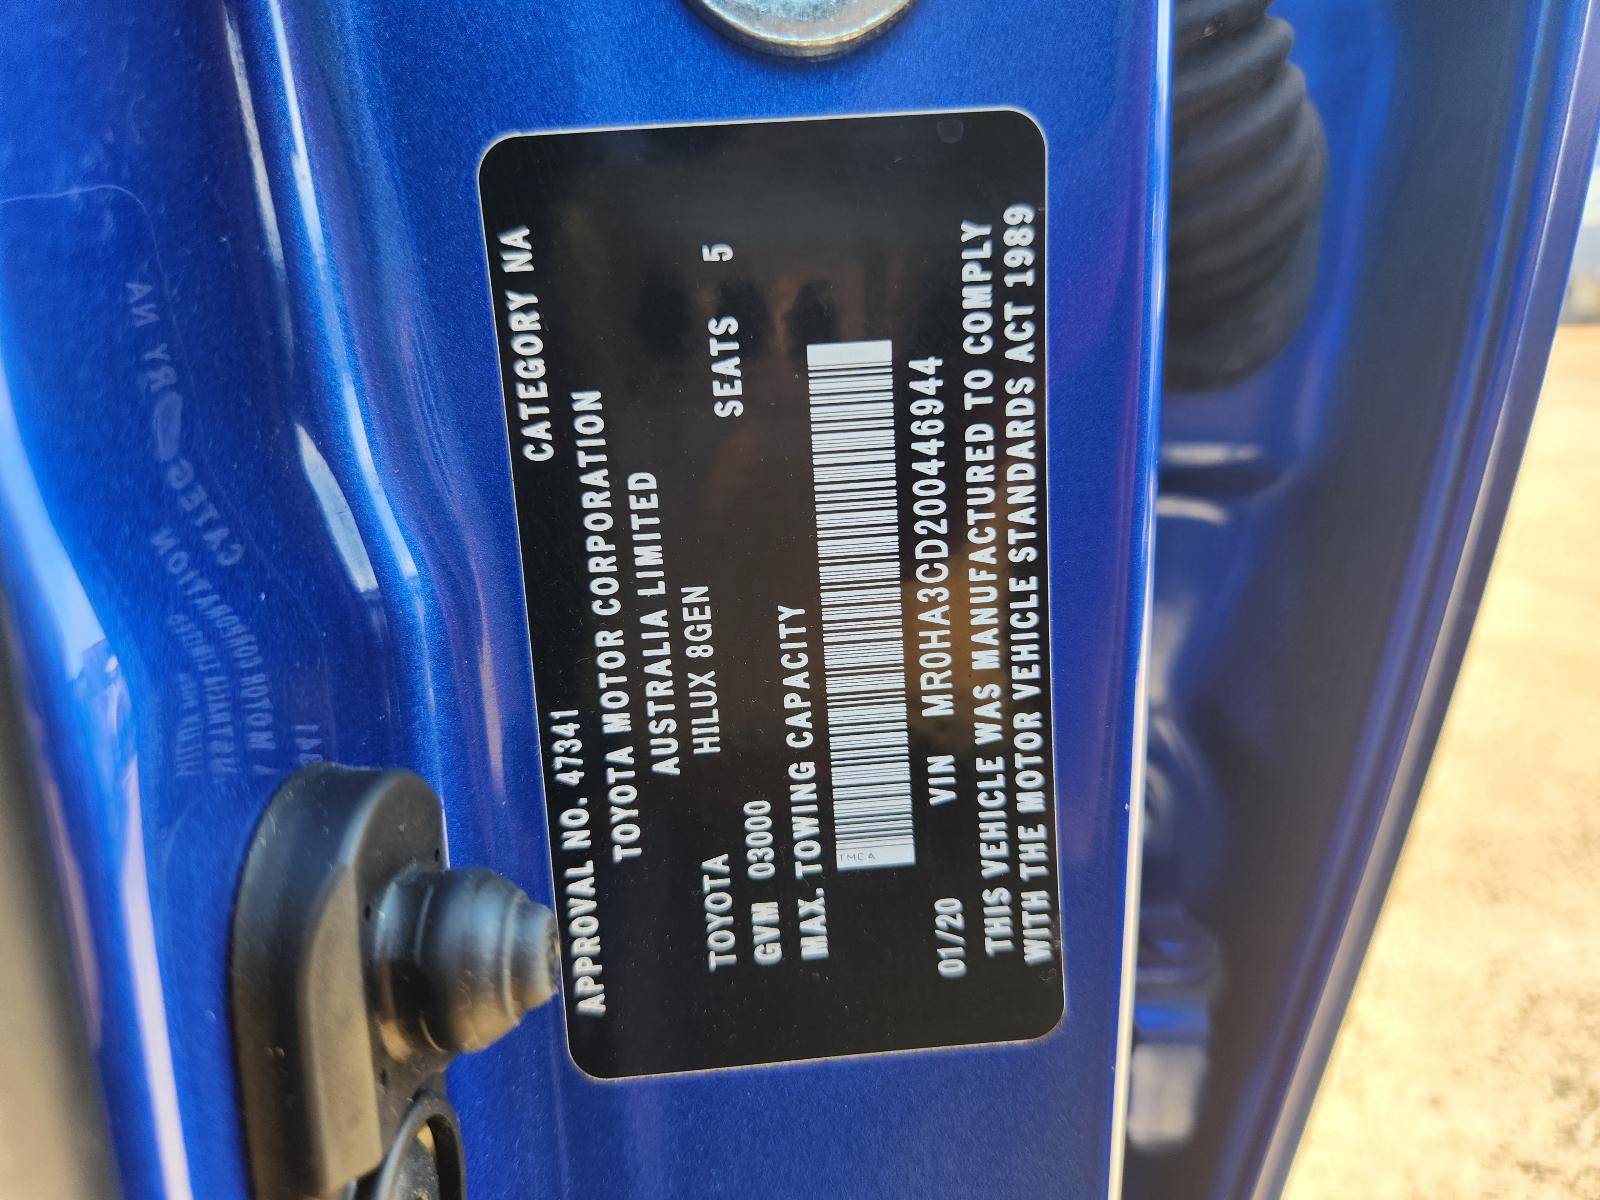 APPROVAL NO. 47341 CATEGORY NA
TOYOTA MOTOR CORPORATION
AUSTRALIA LIMITED
TOYOTA HILUX 8GEN
GVM 03000 SEATS 5
MAX. TOWING CAPACITY
TMCA
01/20 VIN MR0HA3CD200446944
THIS VEHICLE WAS MANUFACTURED TO COMPLY
WITH THE MOTOR VEHICLE STANDARDS ACT 1989